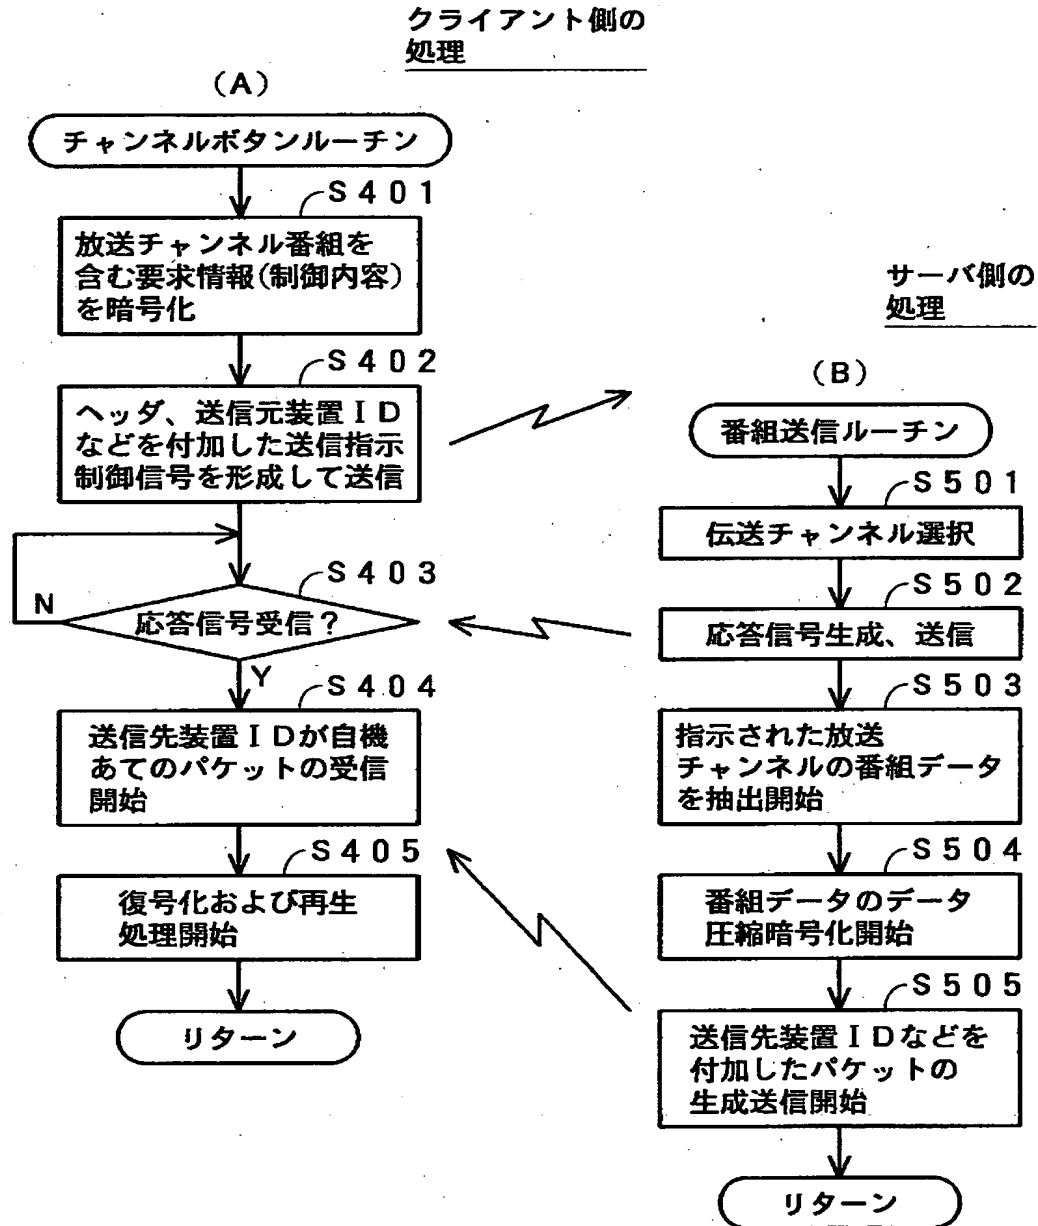 クライアント側の
処理
(A)
チャンネルボタンルーチン
S401
放送チャンネル番組を
含む要求情報(制御内容)
を暗号化
S402
ヘッダ、送信元装置ID
などを付加した送信指示
制御信号を形成して送信
S403
N
応答信号受信?
Y
S404
送信先装置IDが自機
あてのパケットの受信
開始
S405
復号化および再生
処理開始
リターン
サーバ側の
処理
(B)
番組送信ルーチン
S501
伝送チャンネル選択
S502
応答信号生成、送信
S503
指示された放送
チャンネルの番組データ
を抽出開始
S504
番組データのデータ
圧縮暗号化開始
S505
送信先装置IDなどを
付加したパケットの
生成送信開始
リターン